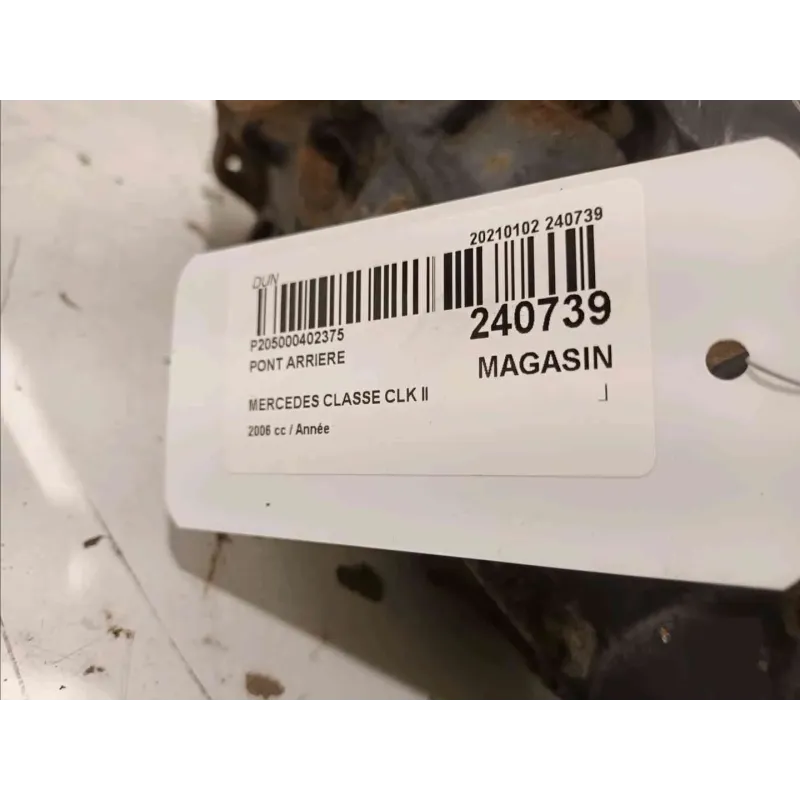 DUN
20210102 240739
P205000402375
240739
PONT ARRIERE
MAGASIN
MERCEDES CLASSE CLK II
2006 cc / Année